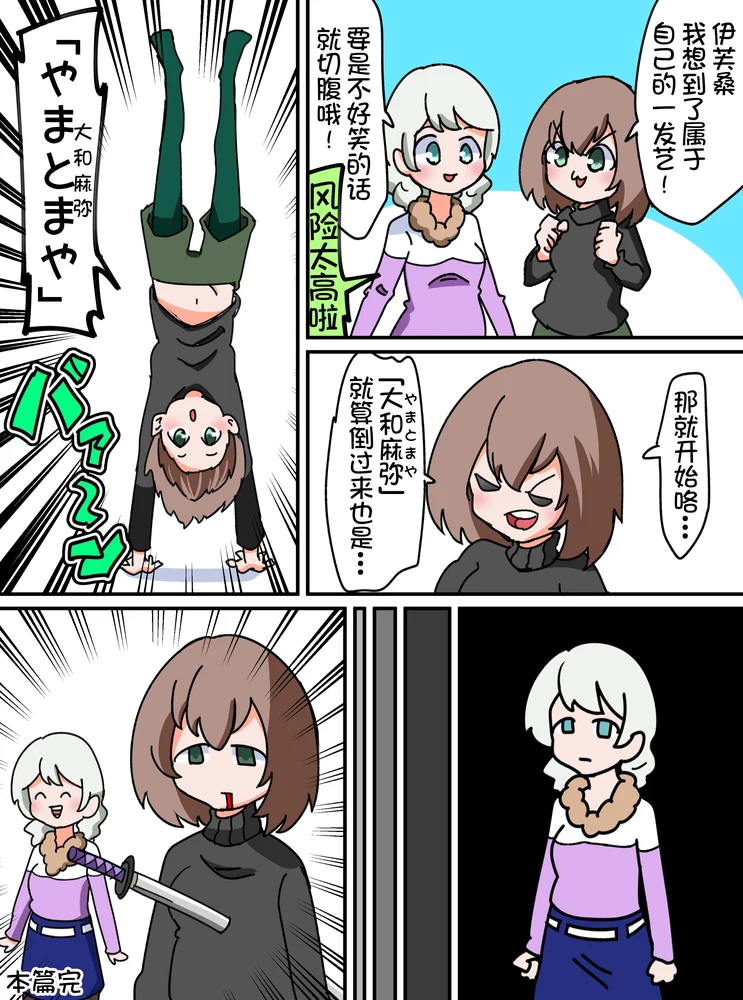 伊芙桑
我想到了属于
自己的一发艺！
要是不好笑的话
就切腹哦！
风险太高啦
那就开始咯…
やまとまや
「大和麻弥」
就算倒过来也是…
「やまとまや」
大和麻弥
バァ～ン
本篇完